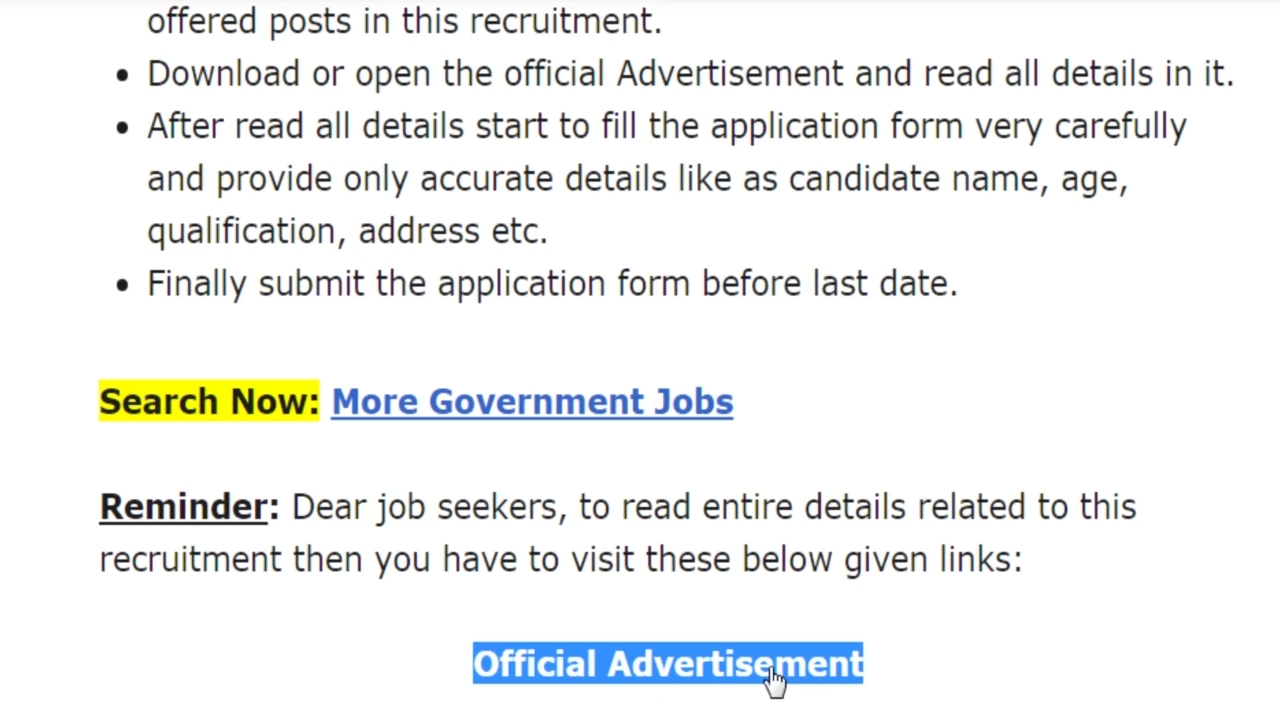 offered posts in this recruitment.
• Download or open the official Advertisement and read all details in it.
• After read all details start to fill the application form very carefully
and provide only accurate details like as candidate name, age,
qualification, address etc.
• Finally submit the application form before last date.
Search Now: More Government Jobs
Reminder: Dear job seekers, to read entire details related to this
recruitment then you have to visit these below given links:
Official Advertisement